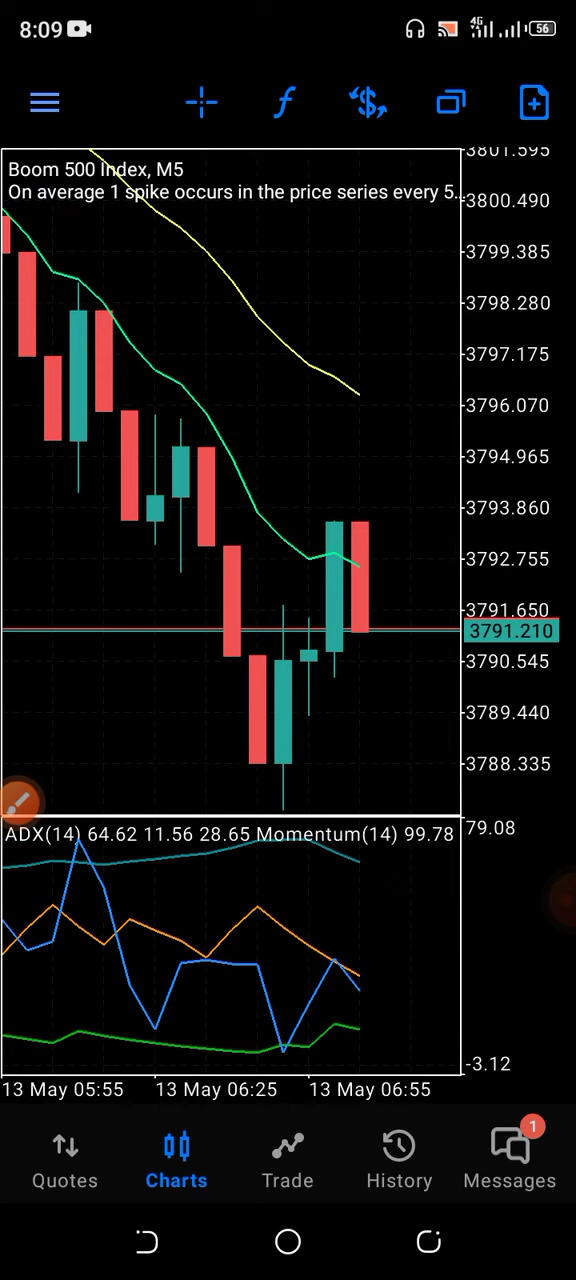 8:09
4G
56
Boom 500 Index, M5
On average 1 spike occurs in the price series every 5..
3801.595
3800.490
3799.385
3798.280
3797.175
3796.070
3794.965
3793.860
3792.755
3791.650
3791.210
3790.545
3789.440
3788.335
ADX(14) 64.62 11.56 28.65 Momentum(14) 99.78
79.08
-3.12
13 May 05:55
13 May 06:25
13 May 06:55
1
Quotes
Charts
Trade
History
Messages